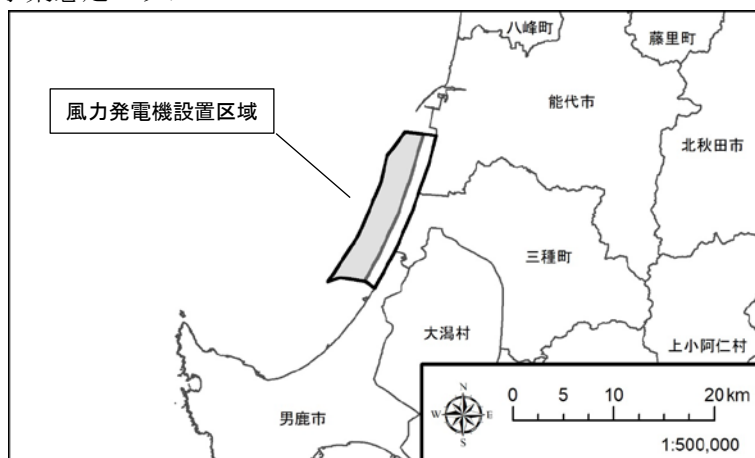 八峰町
藤里町
風力発電機設置区域
能代市
北秋田市
三種町
大潟村
上小阿仁村
男鹿市
N
W E
S
0 5 10 20km
1:500,000